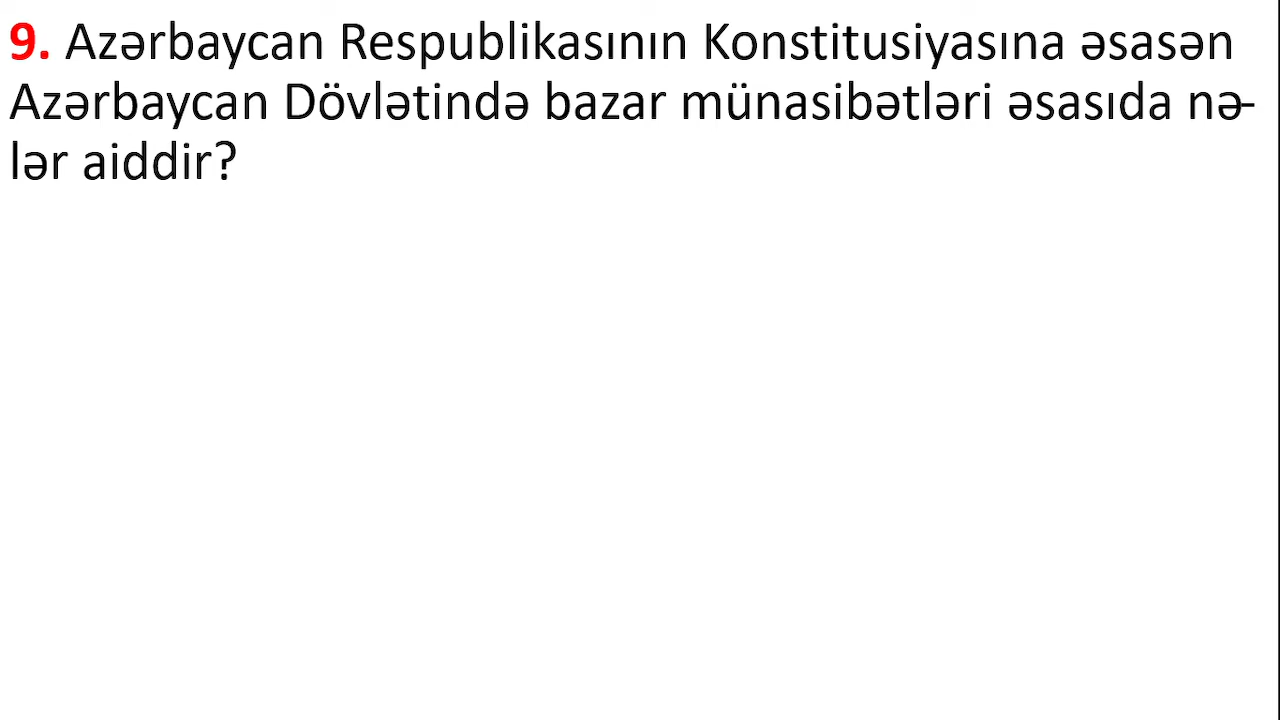 9. Azərbaycan Respublikasının Konstitusiyasına əsasən
Azərbaycan Dövlətində bazar münasibətləri əsasıda nə-
lər aiddir?